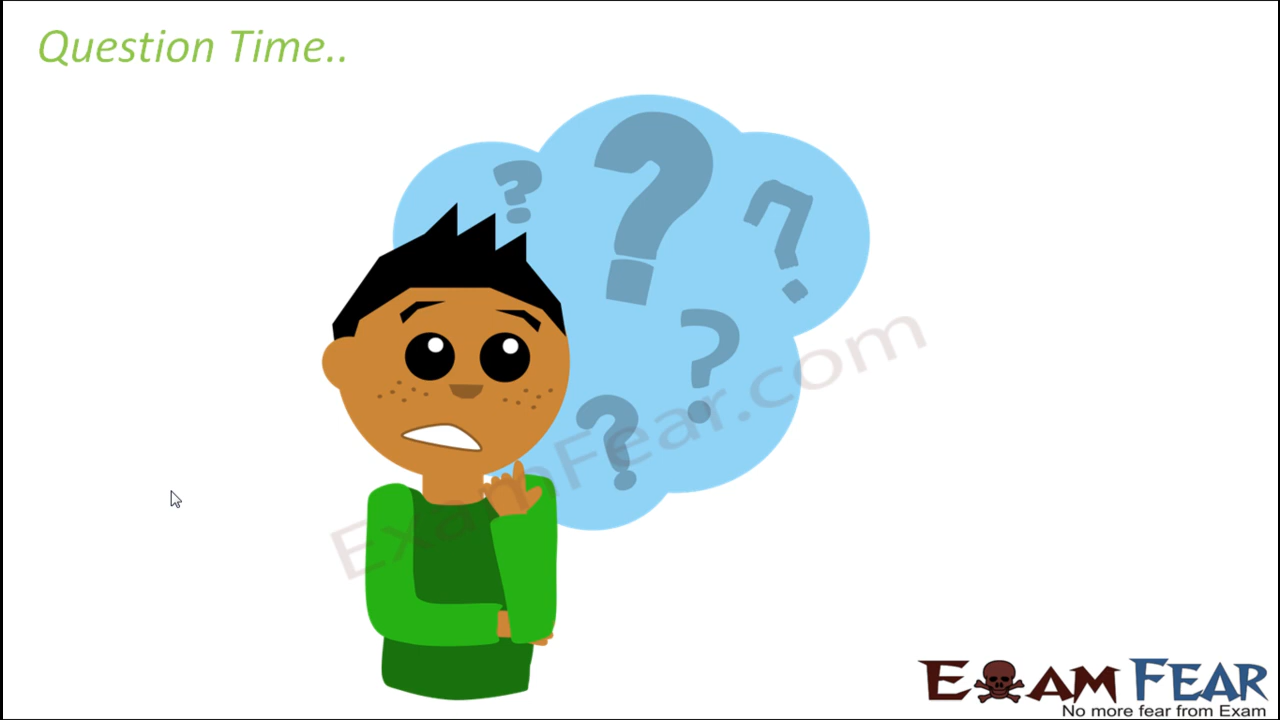 Question Time..
? ? ?
?
?
ExamFear.com
EXAM FEAR
No more fear from Exam